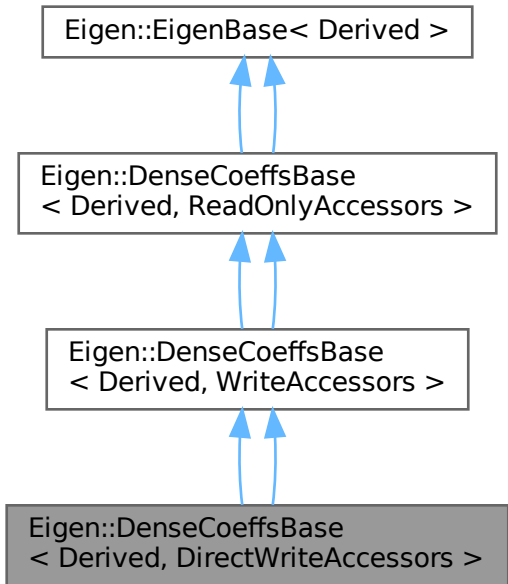 Eigen::EigenBase< Derived >
Eigen::DenseCoeffsBase
< Derived, ReadOnlyAccessors >
Eigen::DenseCoeffsBase
< Derived, WriteAccessors >
Eigen::DenseCoeffsBase
< Derived, DirectWriteAccessors >